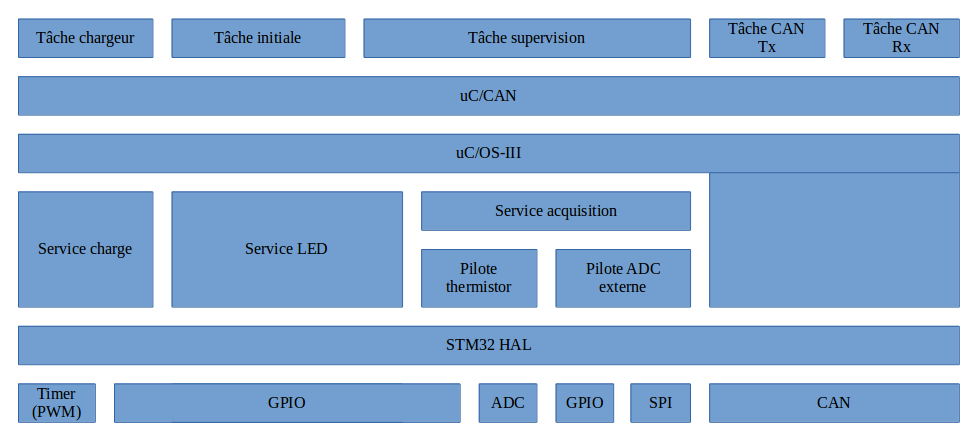 Tâche chargeur
Tâche initiale
Tâche supervision
Tâche CAN
Tx
Tâche CAN
Rx
uC/CAN
uC/OS-III
Service charge
Service LED
Service acquisition
Pilote
thermistor
Pilote ADC
externe
STM32 HAL
Timer
(PWM)
GPIO
ADC
GPIO
SPI
CAN